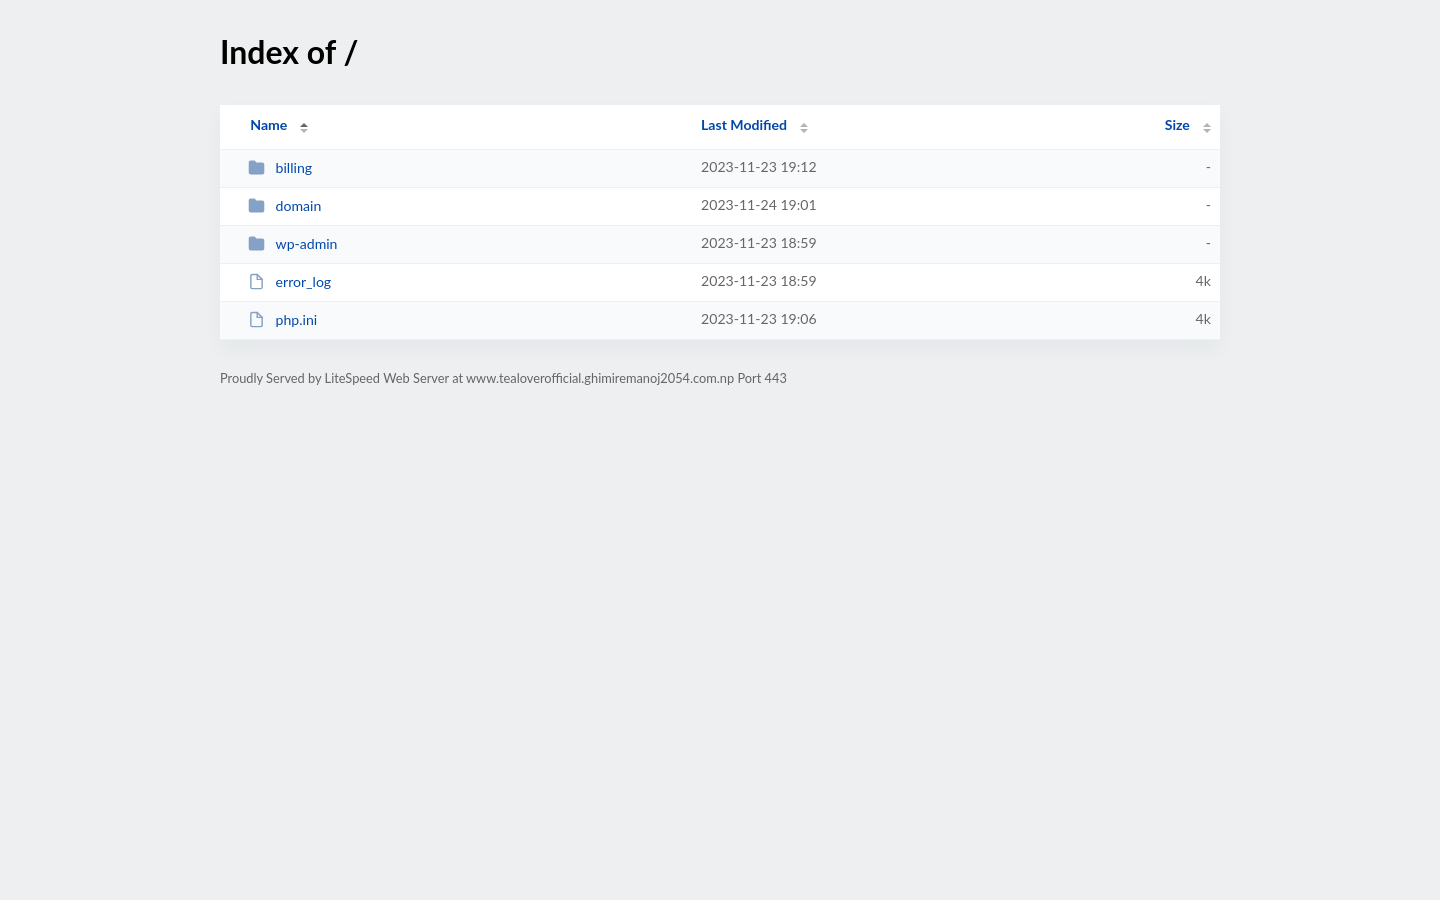 Index of /
Name Last Modified Size
billing 2023-11-23 19:12 -
domain 2023-11-24 19:01 -
wp-admin 2023-11-23 18:59 -
error_log 2023-11-23 18:59 4k
php.ini 2023-11-23 19:06 4k
Proudly Served by LiteSpeed Web Server at www.tealoverofficial.ghimiremanoj2054.com.np Port 443